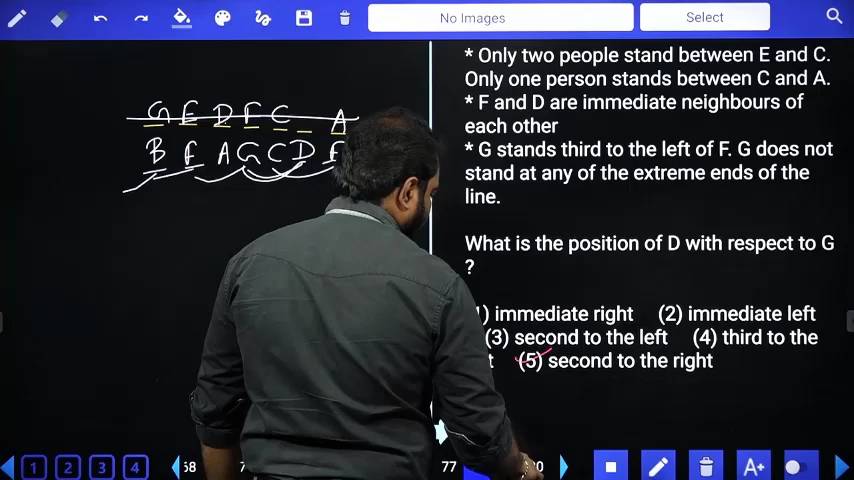 No Images
Select
* Only two people stand between E and C.
Only one person stands between C and A.
* F and D are immediate neighbours of
each other
* G stands third to the left of F. G does not
stand at any of the extreme ends of the
line.
What is the position of D with respect to G
?
1) immediate right (2) immediate left
(3) second to the left (4) third to the
t (5) second to the right
G E D F C A
B E A G C D F
1 2 3 4 68 7 77 A+